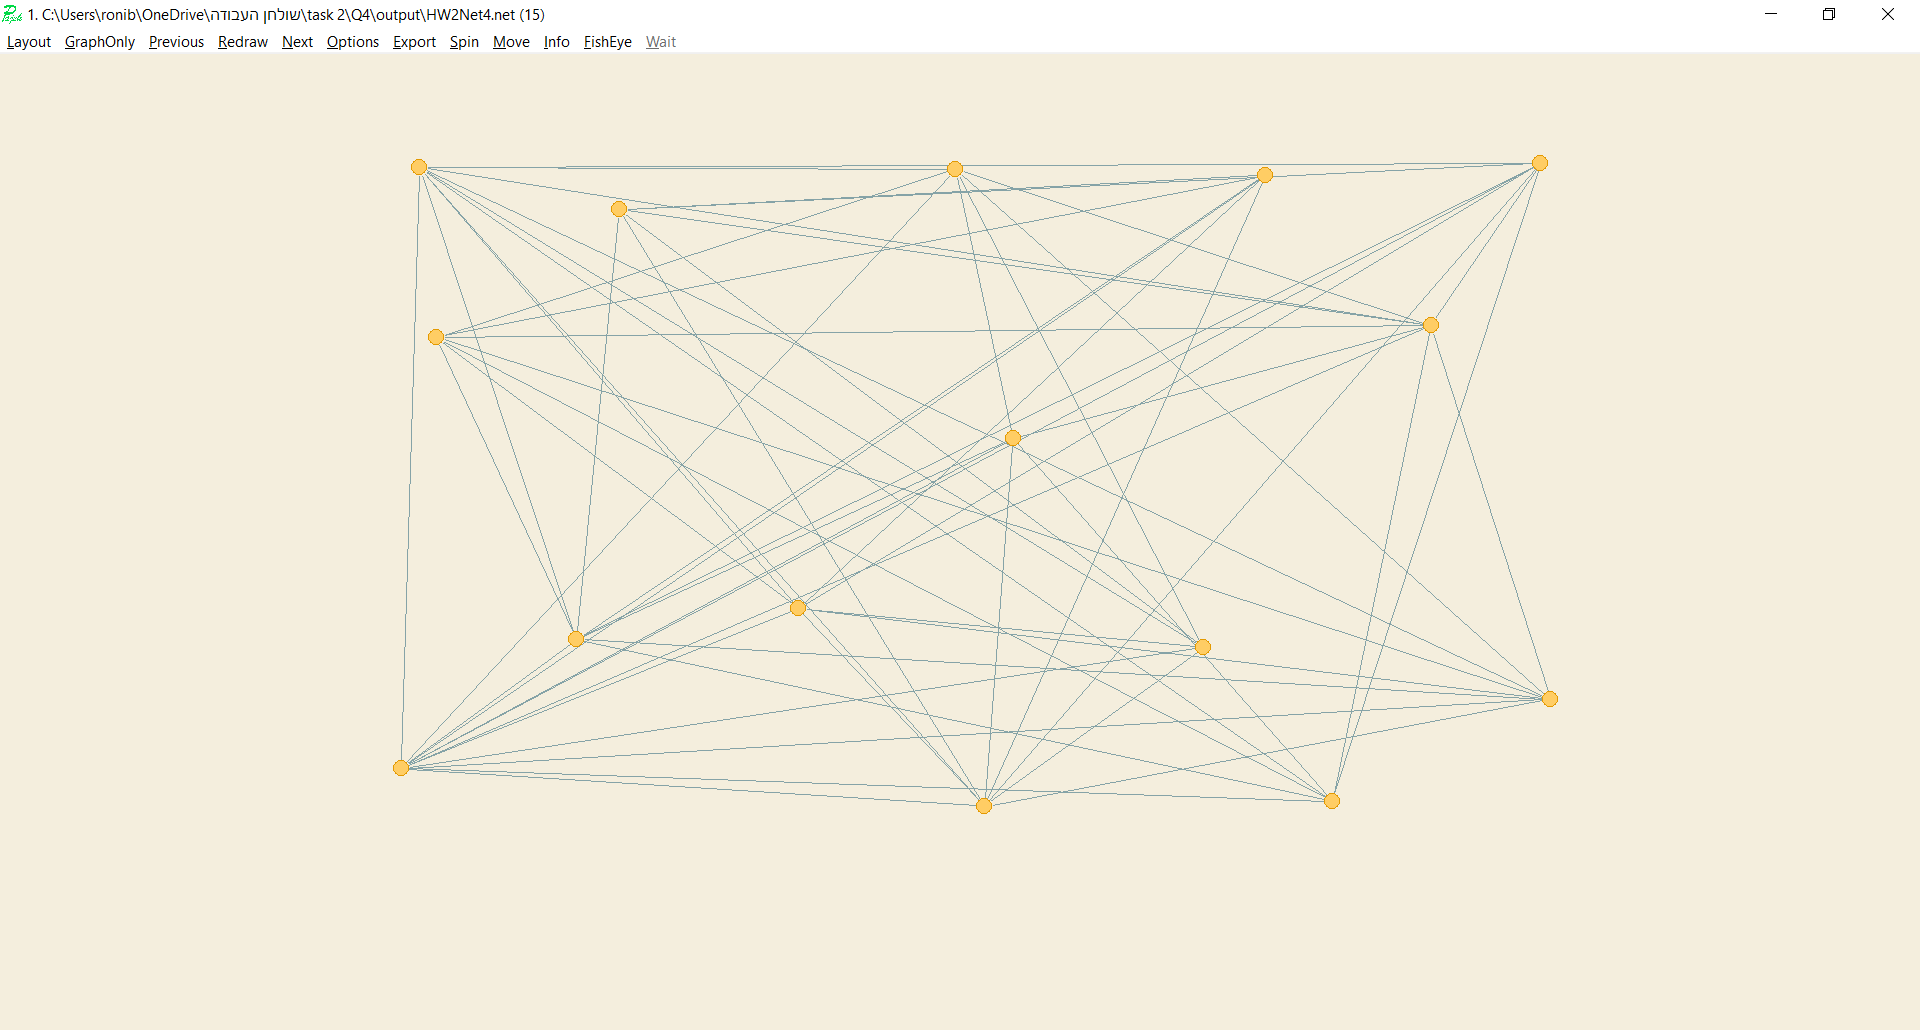 1. C:\Users\ronib\OneDrive\שולחן העבודה\task 2\Q4\output\HW2Net4.net (15)
Layout GraphOnly Previous Redraw Next Options Export Spin Move Info FishEye Wait